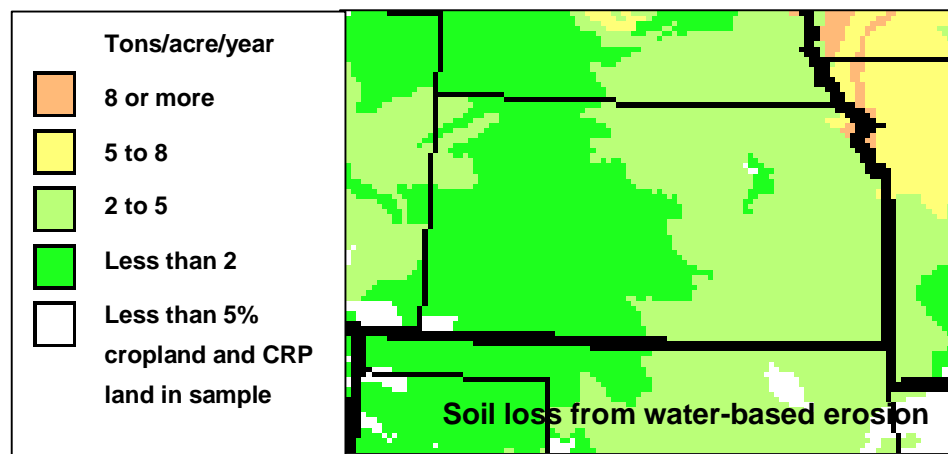 Tons/acre/year
8 or more
5 to 8
2 to 5
Less than 2
Less than 5%
cropland and CRP
land in sample
Soil loss from water-based erosion